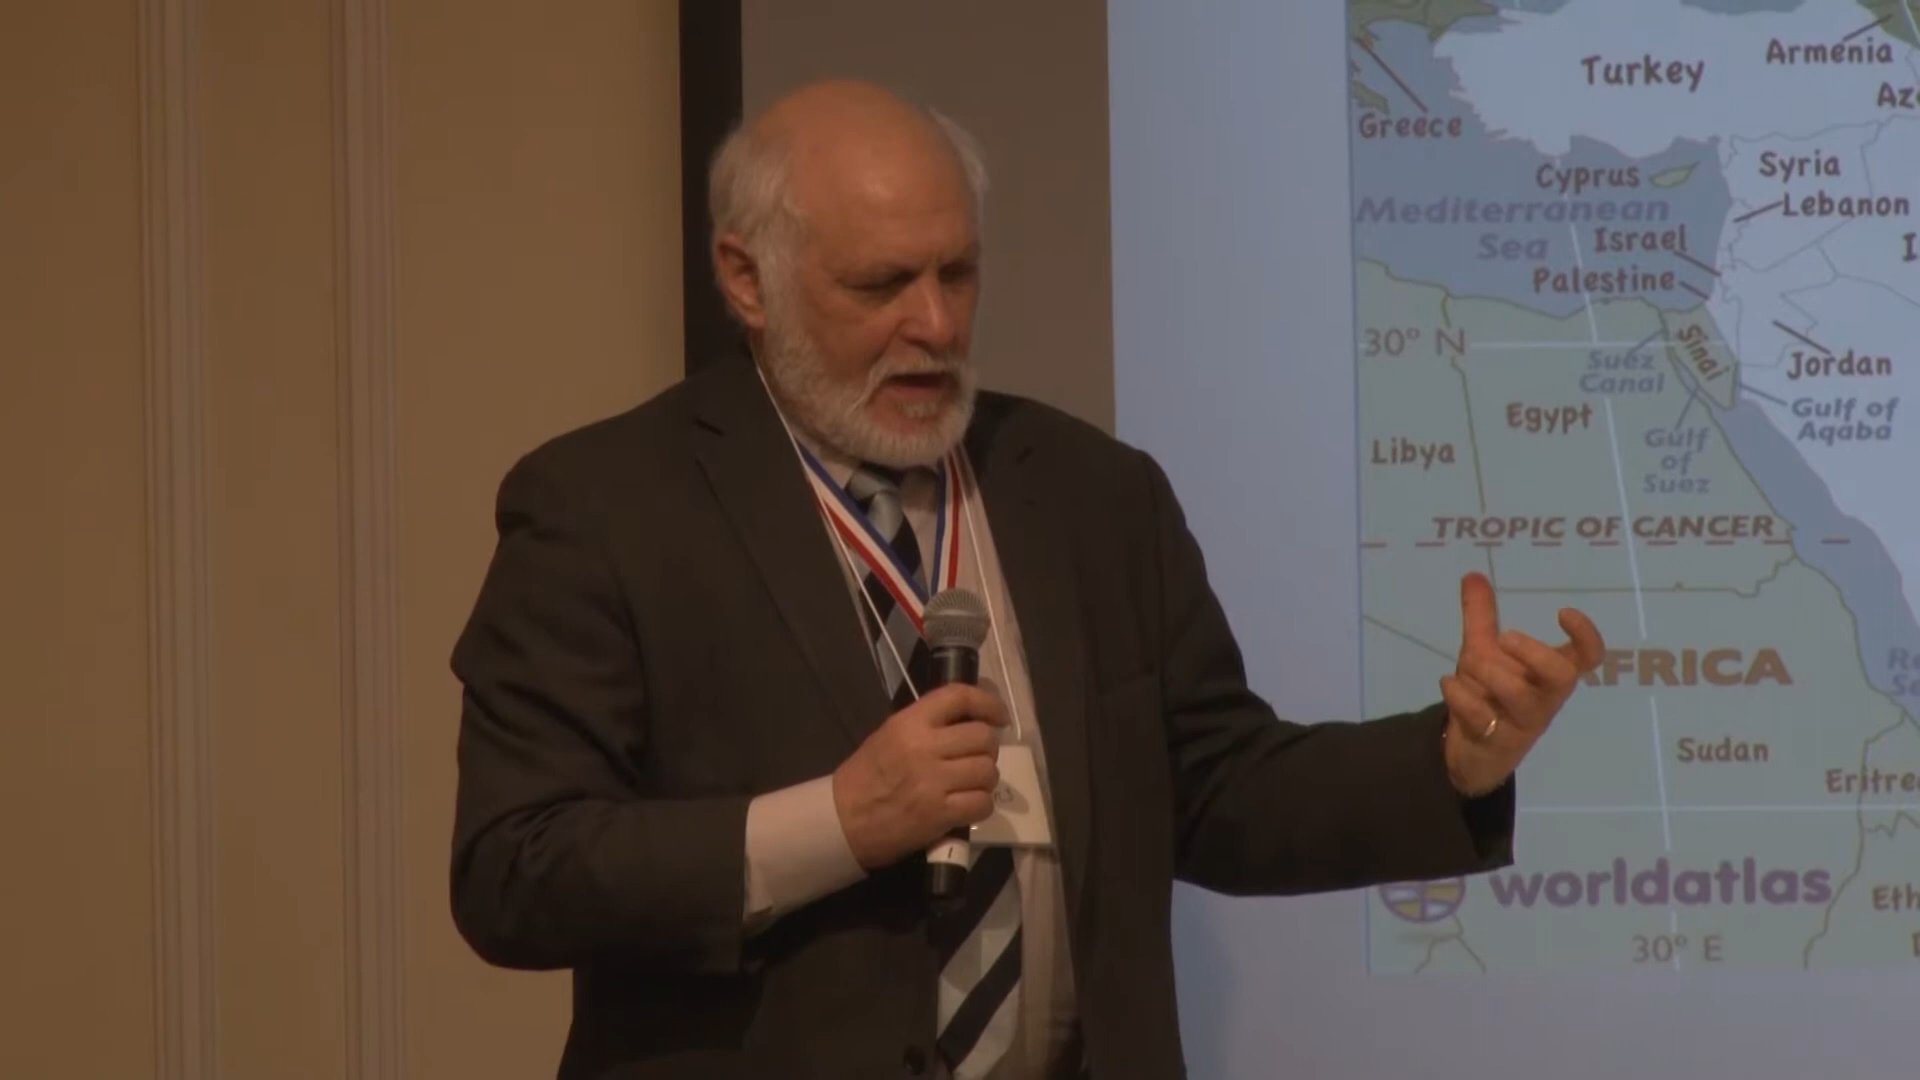 Turkey
Armenia
Greece
Cyprus
Syria
Mediterranean
Sea
Lebanon
Israel
Palestine
30° N
Suez
Canal
Sinai
Jordan
Egypt
Gulf of
Aqaba
Libya
Gulf
of
Suez
TROPIC OF CANCER
Sudan
worldatlas
30° E